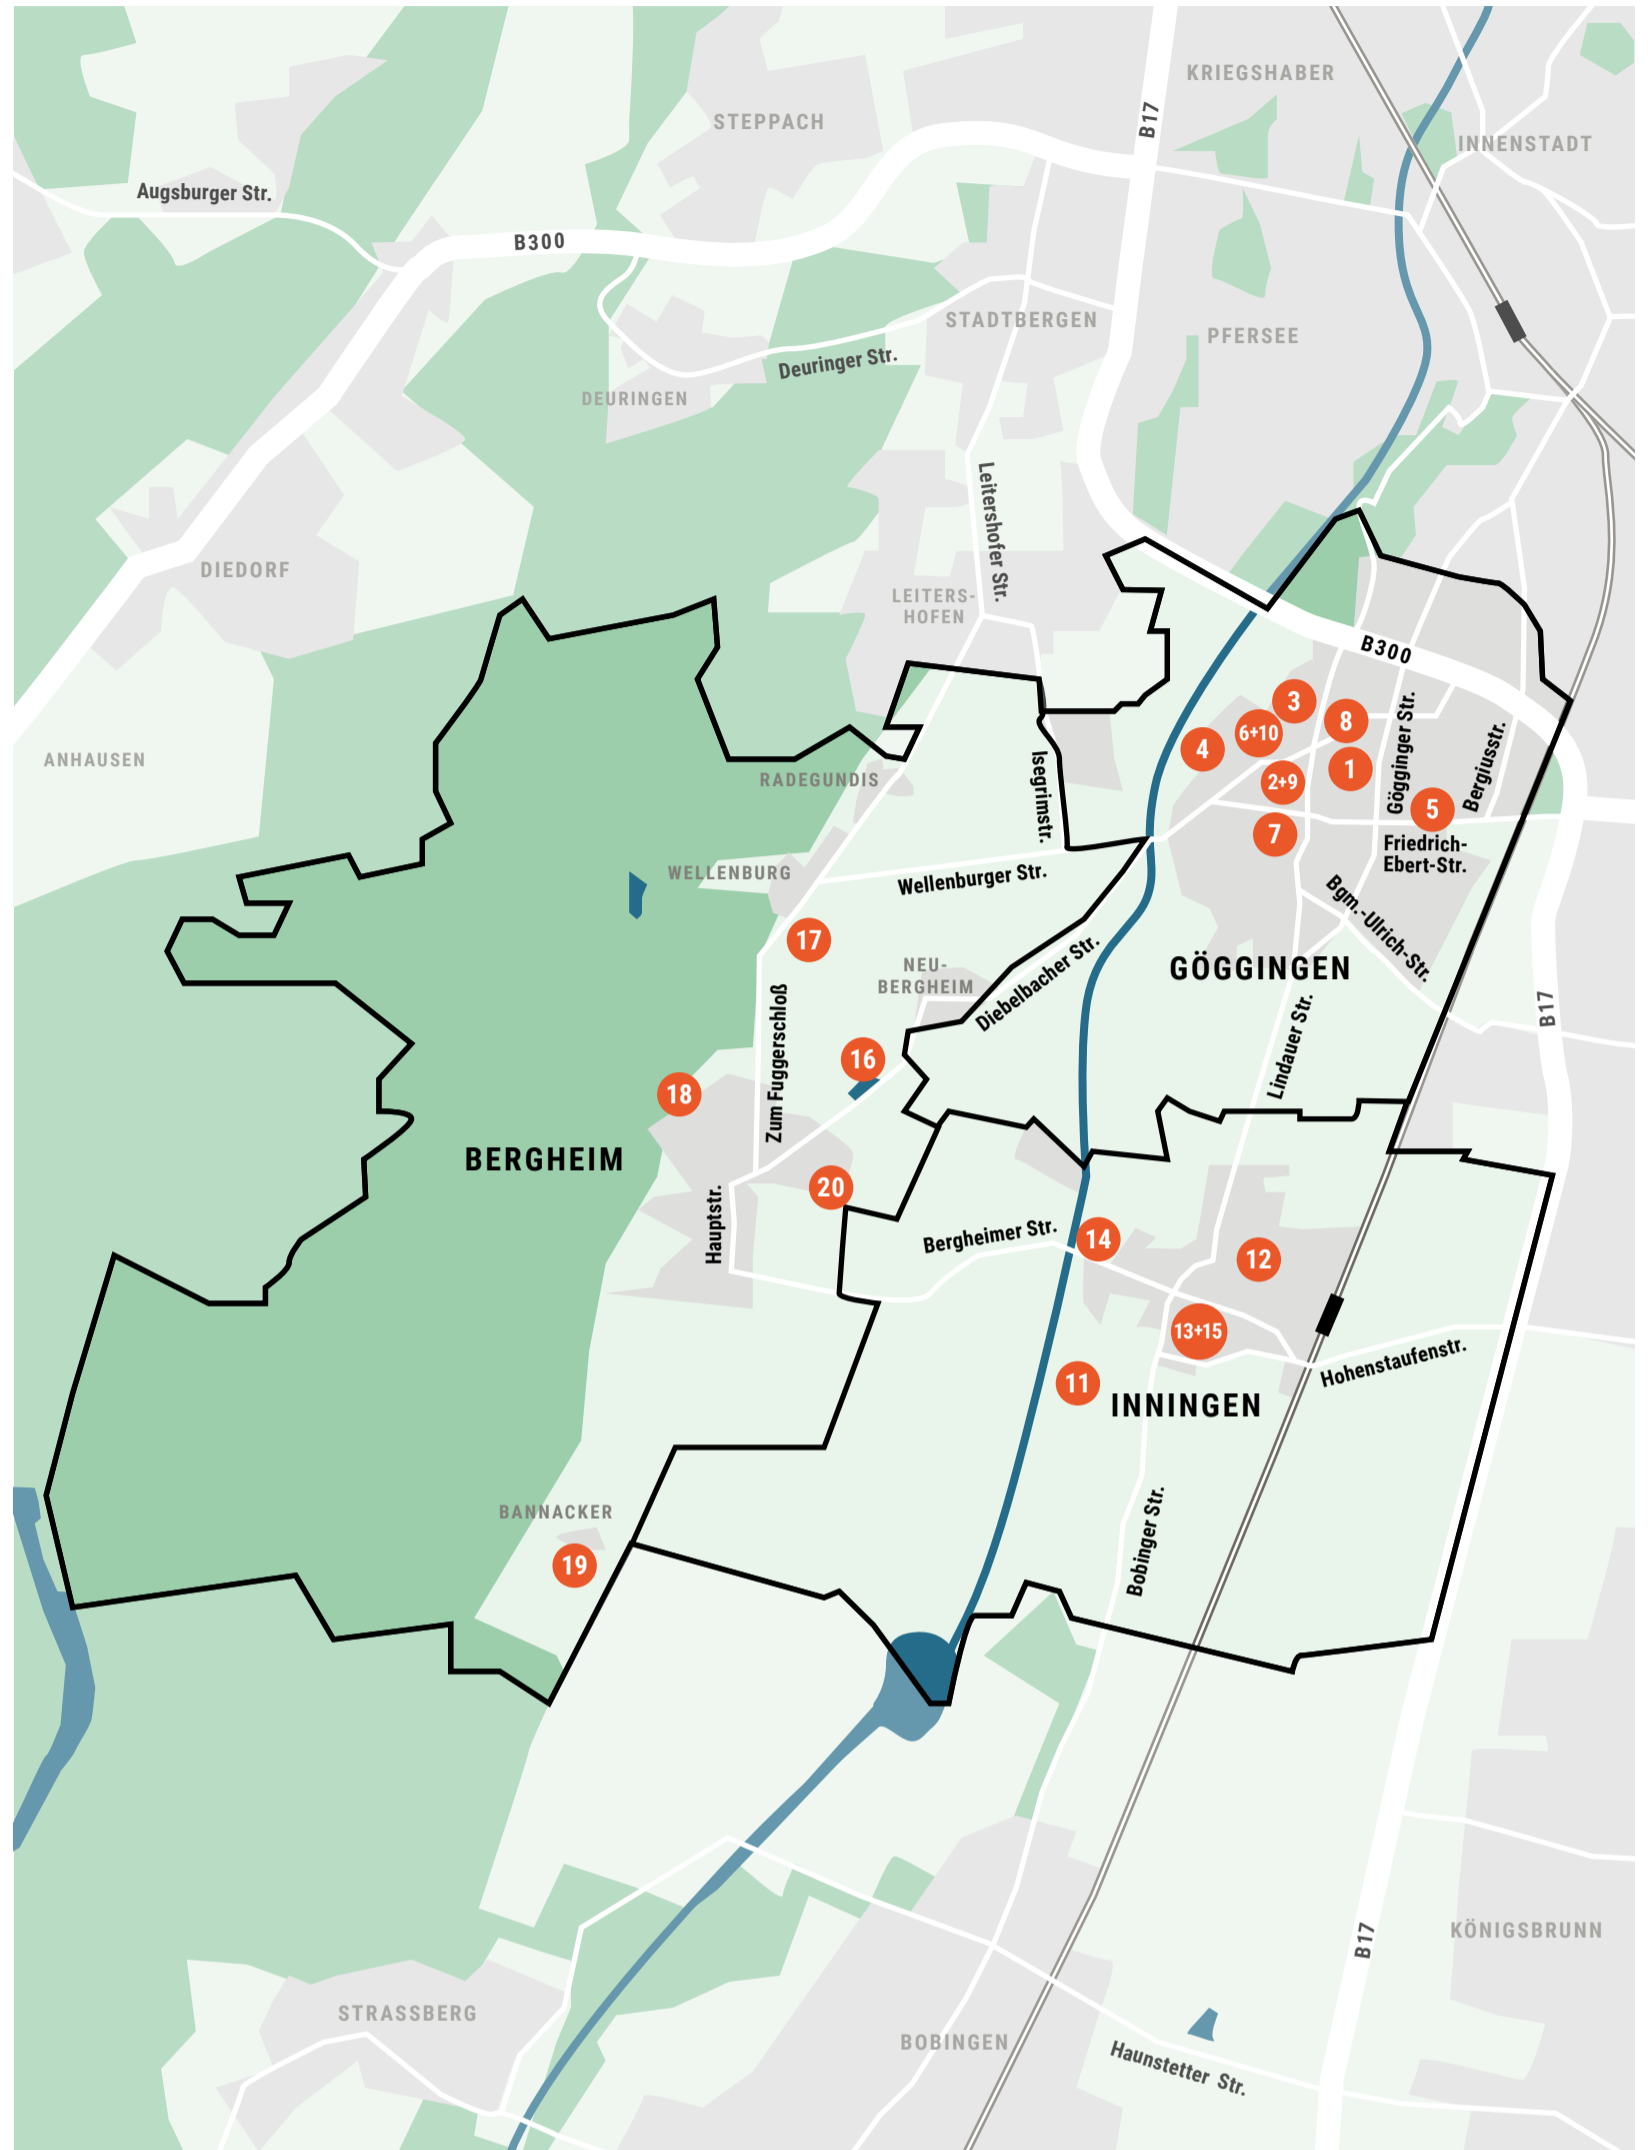 KRIEGSHABER
STEPPACH
B17
INNENSTADT
Augsburger Str.
B300
STADTBERGEN
PFERSEE
Deuringer Str.
DEURINGEN
Leitershofer Str.
DIEDORF
LEITERS-
HOFEN
B300
3
8
6+10
4
Gögginger Str.
Bergiusstr.
ANHAUSEN
RADEGUNDIS
Isegrimstr.
1
2+9
5
7
Friedrich-
Ebert-Str.
WELLENBURG
Wellenburger Str.
Bgm.-Ulrich-Str.
17
NEU-
BERGHEIM
GÖGGINGEN
Diebelbacher Str.
B17
Zum Fuggerschloß
16
Lindauer Str.
18
BERGHEIM
20
Hauptstr.
Bergheimer Str.
14
12
13+15
Hohenstaufenstr.
11
INNINGEN
BANNACKER
Bobinger Str.
19
B17
KÖNIGSBRUNN
STRASSBERG
BOBINGEN
Haunstetter Str.